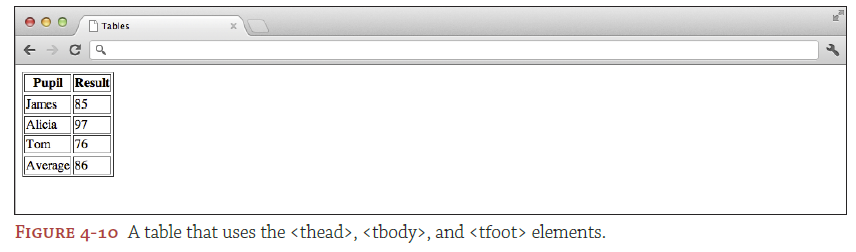 Tables
Pupil Result
James 85
Alicia 97
Tom 76
Average 86
FIGURE 4-10 A table that uses the <thead>, <tbody>, and <tfoot> elements.